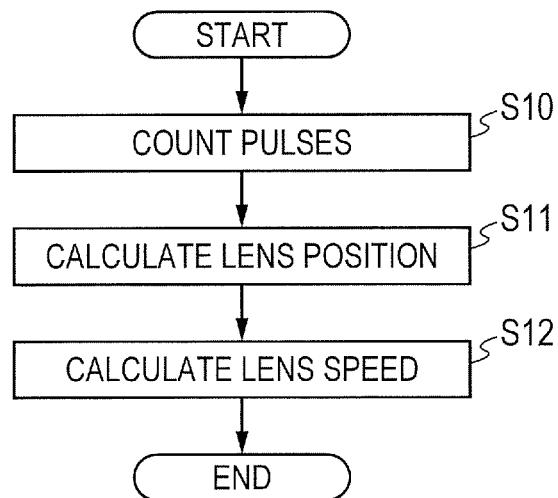 START
S10
COUNT PULSES
S11
CALCULATE LENS POSITION
S12
CALCULATE LENS SPEED
END